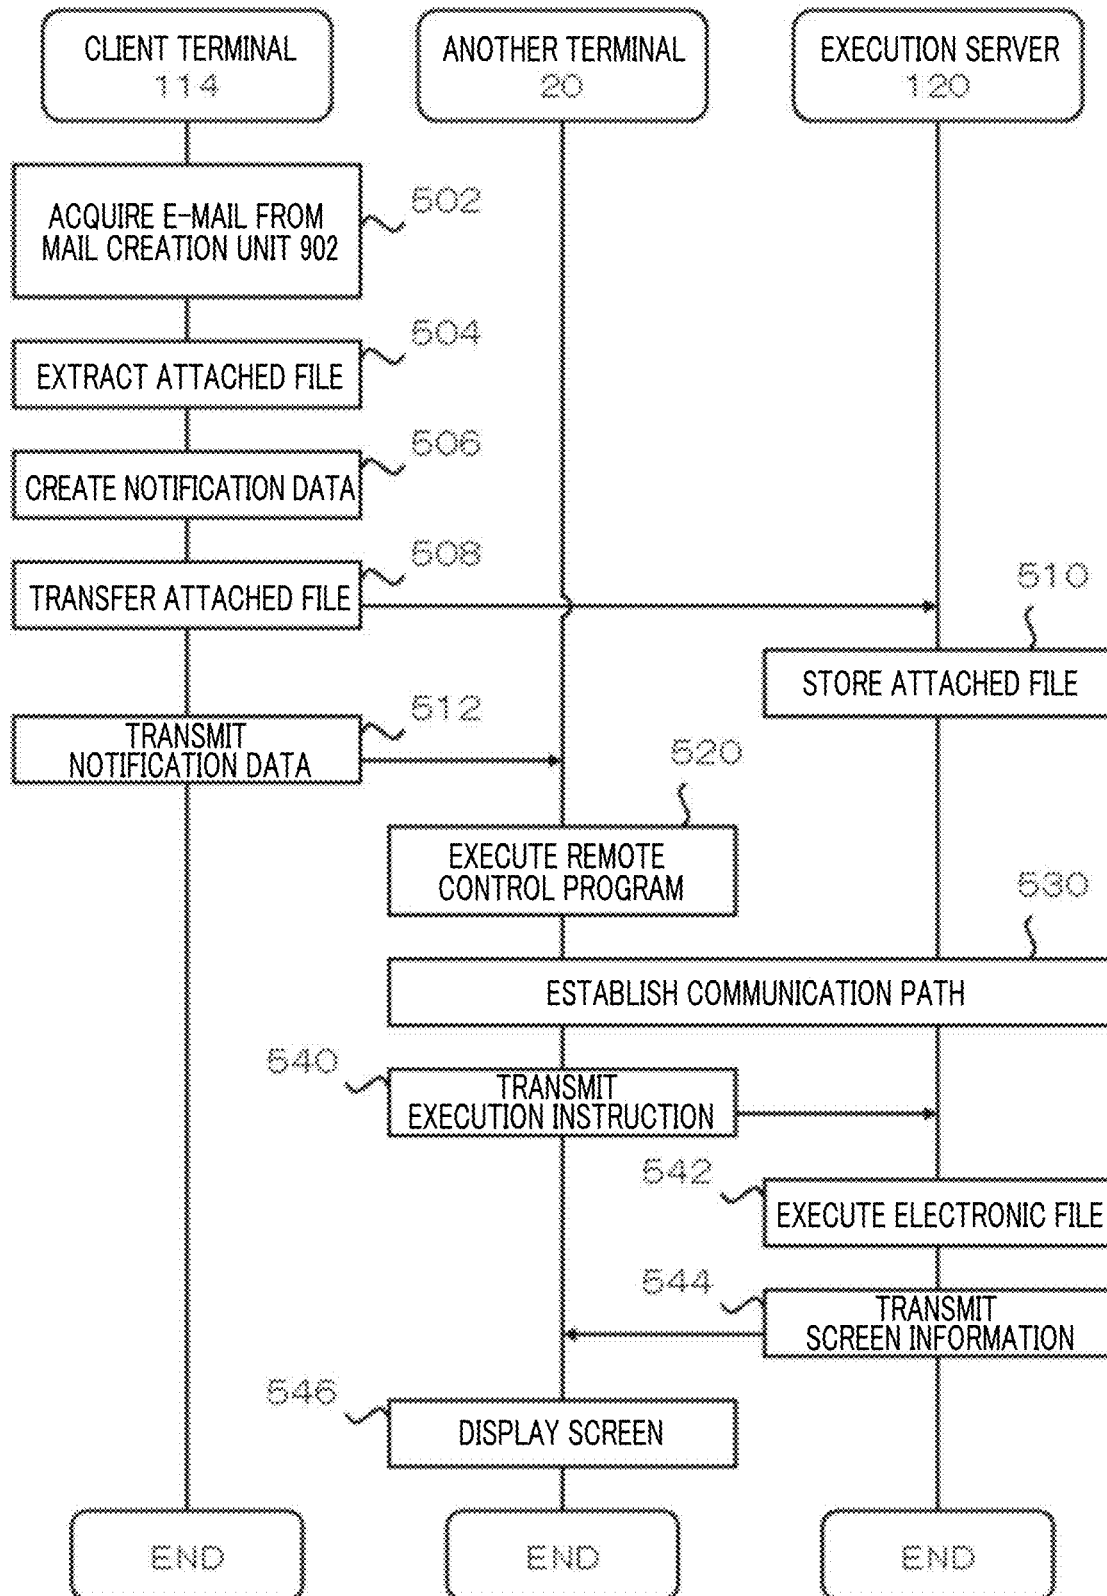 CLIENT TERMINAL
114
ANOTHER TERMINAL
20
EXECUTION SERVER
120
502
ACQUIRE E-MAIL FROM
MAIL CREATION UNIT 902
504
EXTRACT ATTACHED FILE
506
CREATE NOTIFICATION DATA
508
TRANSFER ATTACHED FILE
510
STORE ATTACHED FILE
512
TRANSMIT
NOTIFICATION DATA
520
EXECUTE REMOTE
CONTROL PROGRAM
530
ESTABLISH COMMUNICATION PATH
540
TRANSMIT
EXECUTION INSTRUCTION
542
EXECUTE ELECTRONIC FILE
544
TRANSMIT
SCREEN INFORMATION
546
DISPLAY SCREEN
END
END
END